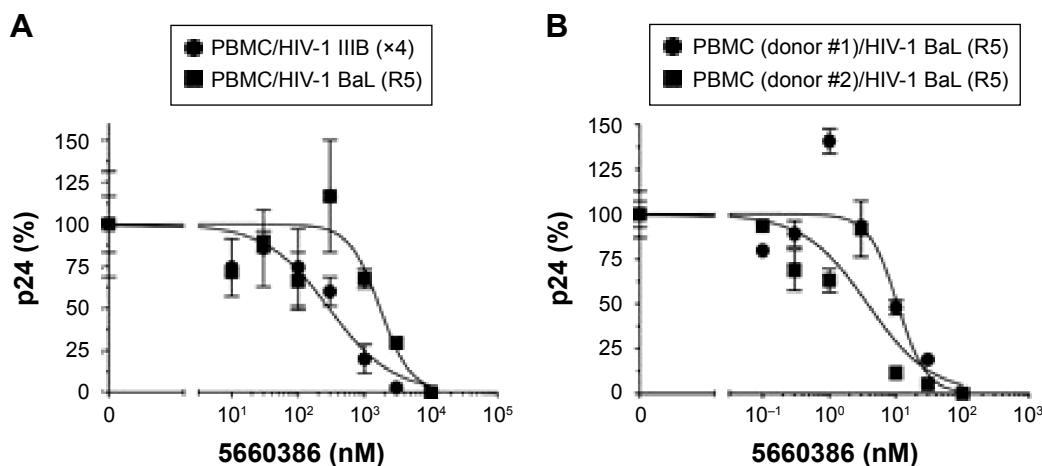 A
PBMC/HIV-1 IIIB (×4)
PBMC/HIV-1 BaL (R5)
p24 (%)
150
125
100
75
50
25
0
0
10¹
10²
10³
10⁴
10⁵
5660386 (nM)
B
PBMC (donor #1)/HIV-1 BaL (R5)
PBMC (donor #2)/HIV-1 BaL (R5)
p24 (%)
150
125
100
75
50
25
0
0
10⁻¹
10⁰
10¹
10²
10³
5660386 (nM)